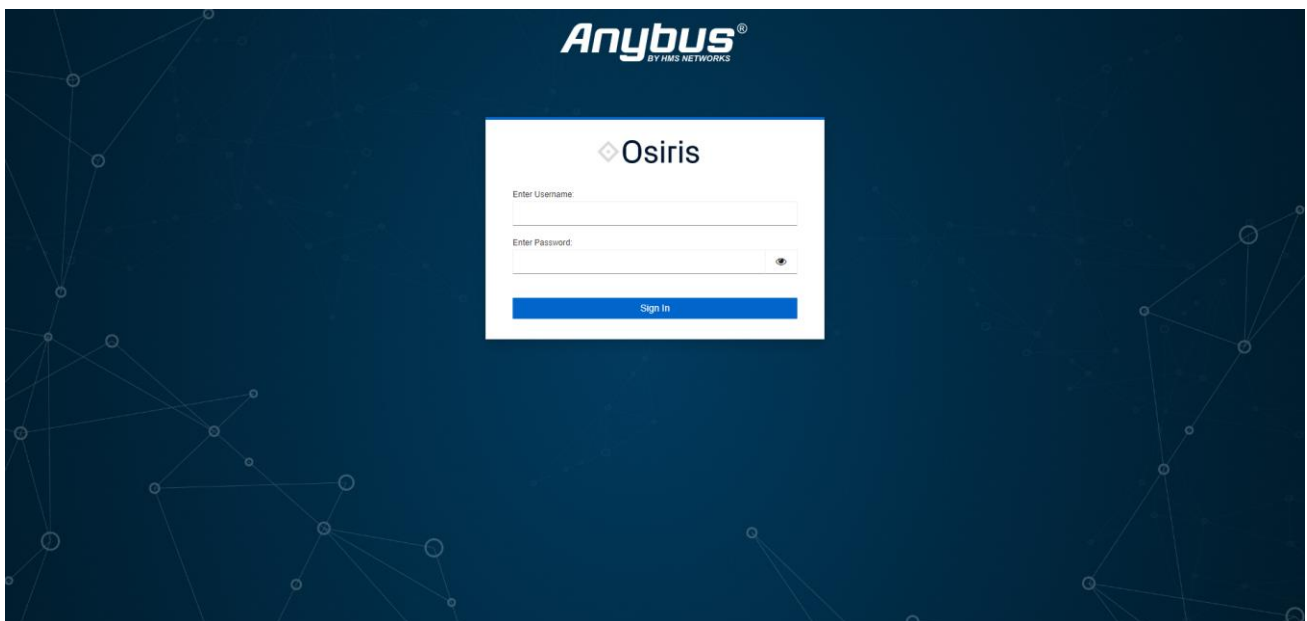 Anybus®
BY HMS NETWORKS
Osiris
Enter Username:
Enter Password:
Sign In